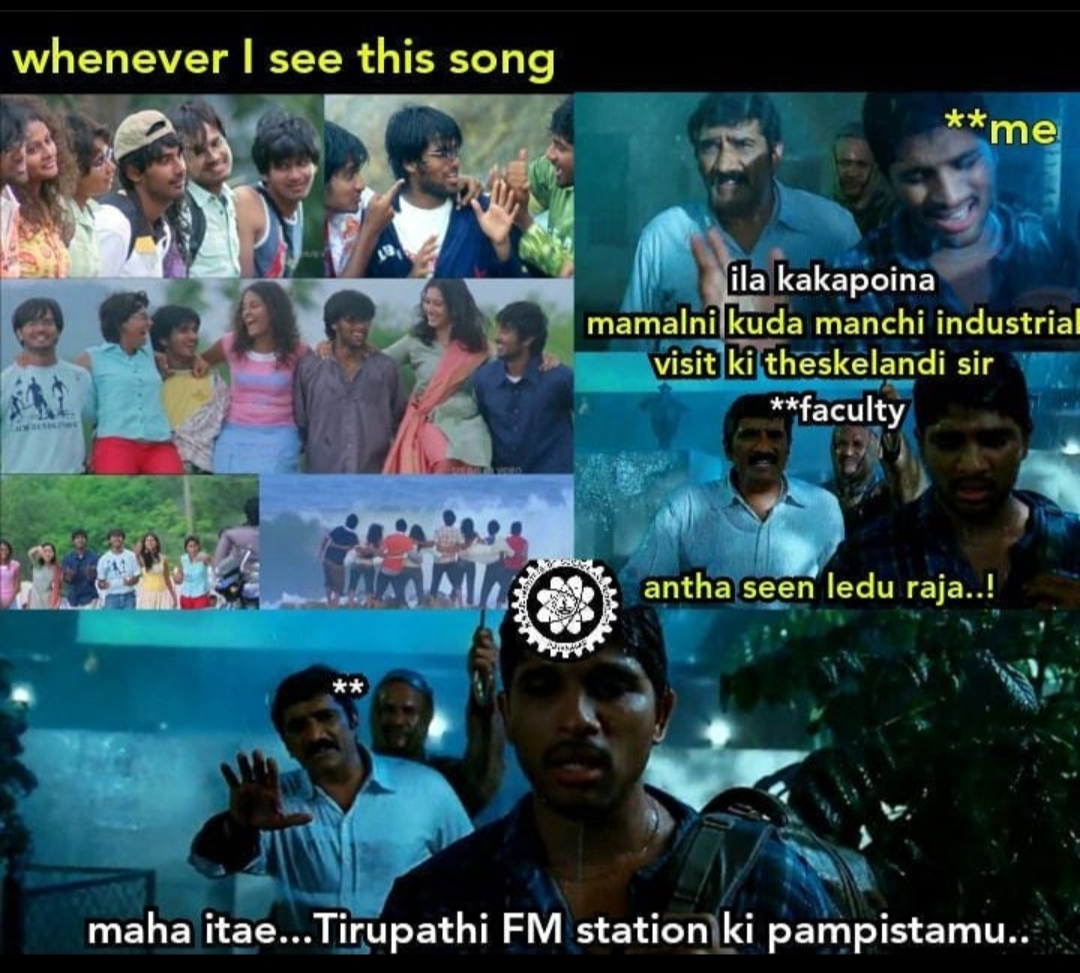 whenever I see this song
**me
ila kakapoina
mamalni kuda manchi industrial
visit ki theskelandi sir
**faculty
antha seen ledu raja..!
**
maha itae...Tirupathi FM station ki pampistamu..